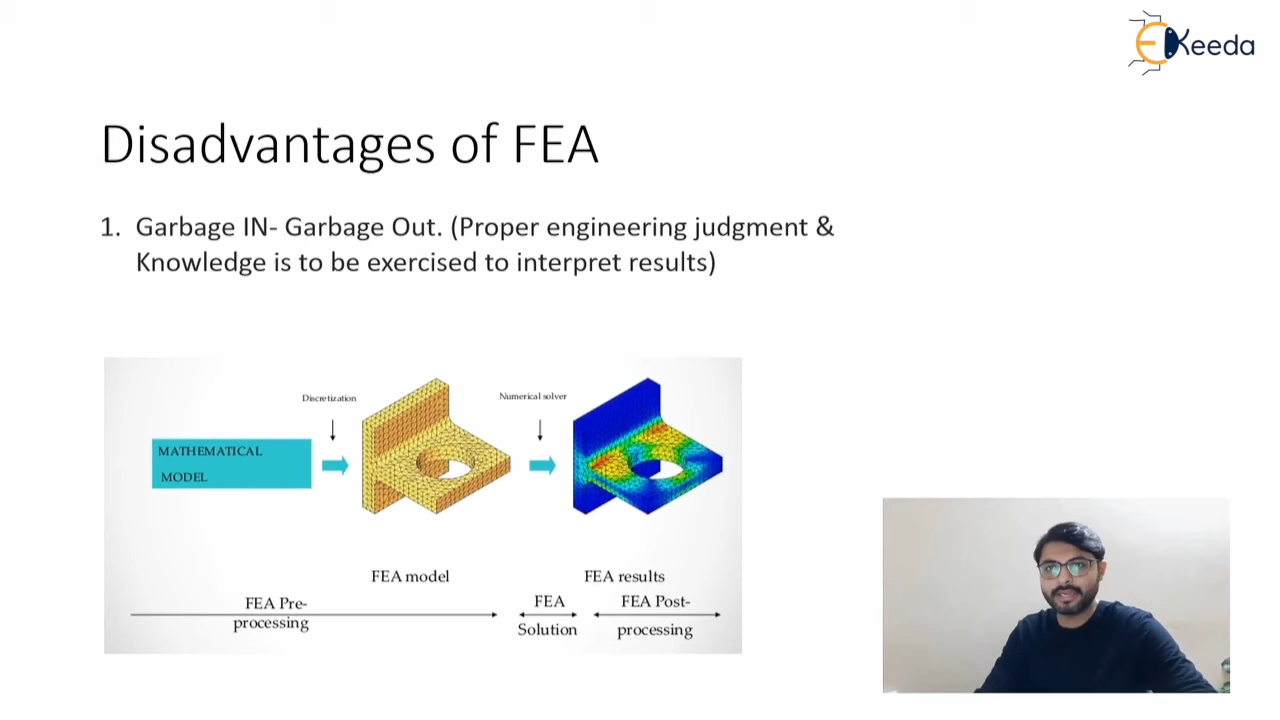 EKeeda
Disadvantages of FEA
1. Garbage IN- Garbage Out. (Proper engineering judgment &
Knowledge is to be exercised to interpret results)
Discretization
Numerical solver
MATHEMATICAL
MODEL
FEA model
FEA results
FEA Pre-
processing
FEA
Solution
FEA Post-
processing